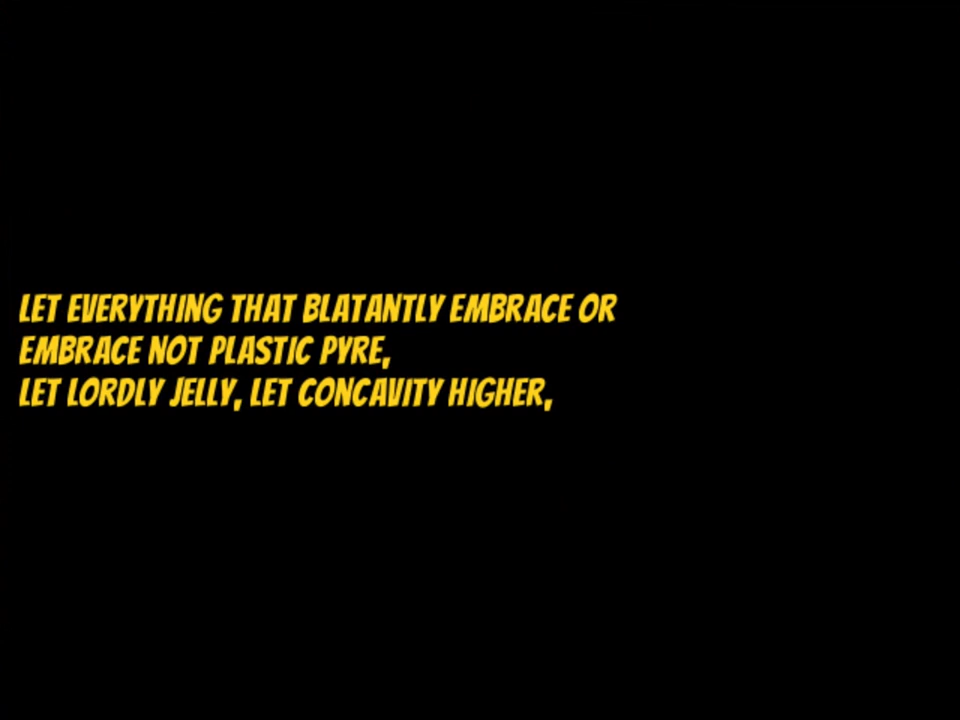 LET EVERYTHING THAT BLATANTLY EMBRACE OR
EMBRACE NOT PLASTIC PYRE,
LET LORDLY JELLY, LET CONCAVITY HIGHER,